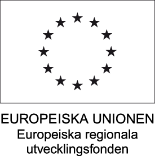 EUROPEISKA UNIONEN
Europeiska regionala
utvecklingsfonden